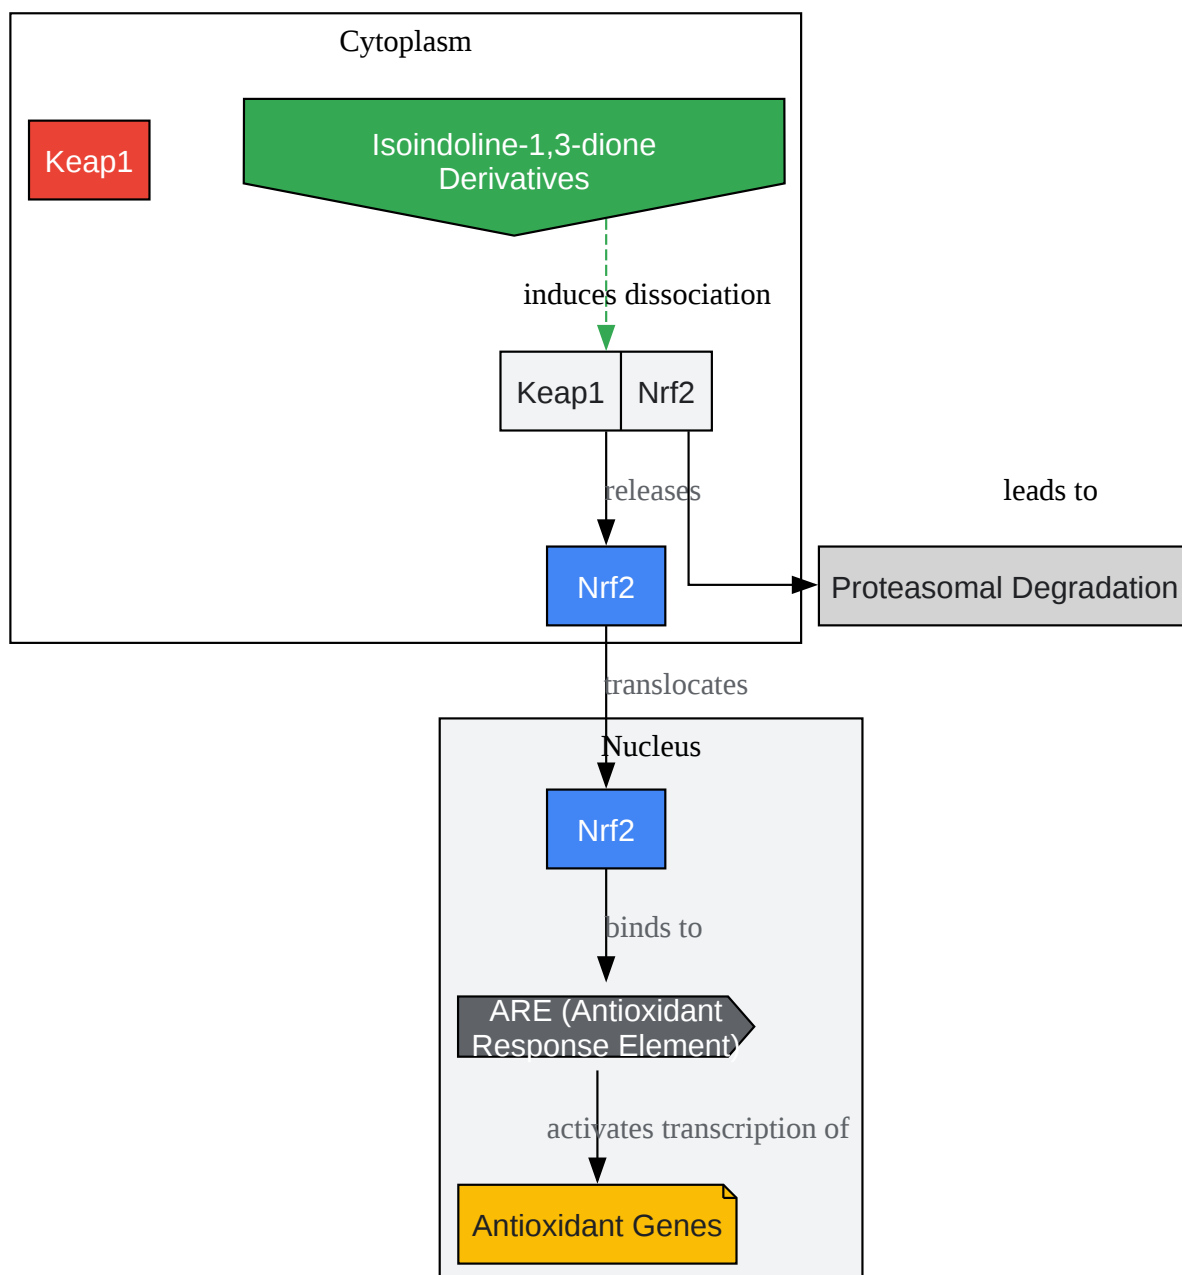 Cytoplasm
Keap1
Isoindoline-1,3-dione
Derivatives
induces dissociation
Keap1
Nrf2
releases
leads to
Nrf2
Proteasomal Degradation
translocates
Nucleus
Nrf2
binds to
ARE (Antioxidant
Response Element)
activates transcription of
Antioxidant Genes